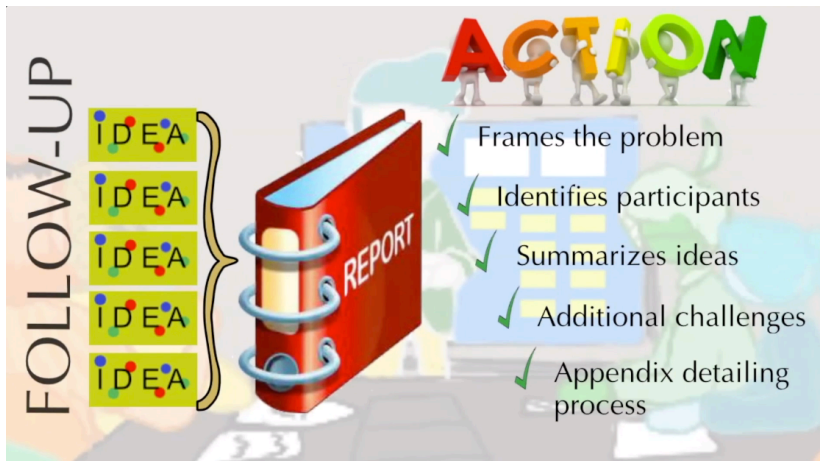 FOLLOW-UP
IDEA
IDEA
IDEA
IDEA
IDEA
REPORT
ACTION
Frames the problem
Identifies participants
Summarizes ideas
Additional challenges
Appendix detailing
process